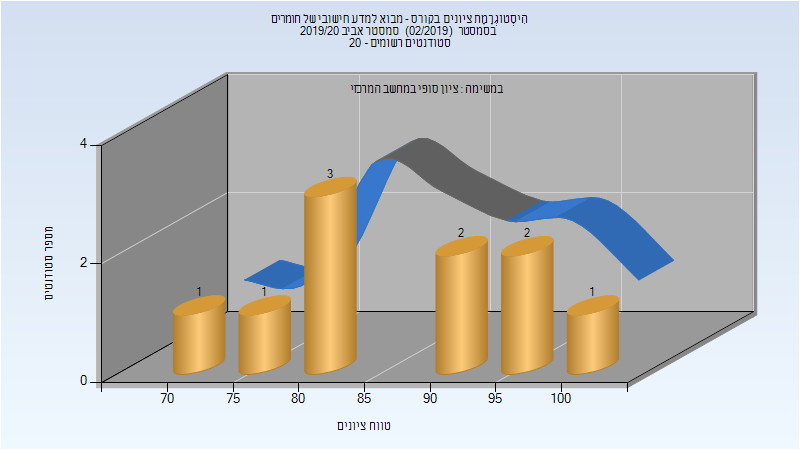 היסטוגרמת ציונים בקורס - מבוא למדע חישובי של חומרים
בסמסטר (02/2019) סמסטר אביב 2019/20
סטודנטים רשומים - 20
במשימה : ציון סופי במחשב המרכזי
4
2
0
מספר סטודנטים
1
1
3
2
2
1
70
75
80
85
90
95
100
טווח ציונים